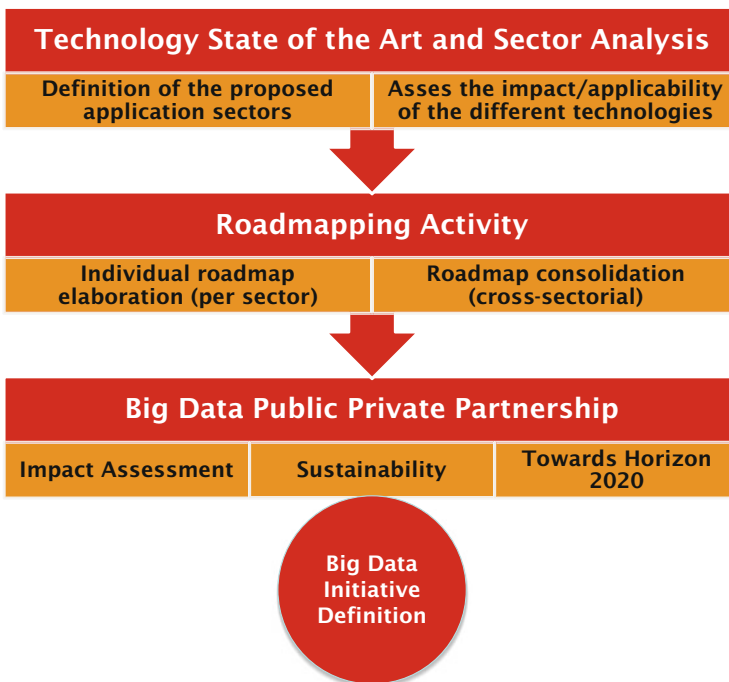 Technology State of the Art and Sector Analysis
Definition of the proposed
application sectors
Asses the impact/applicability
of the different technologies
Roadmapping Activity
Individual roadmap
elaboration (per sector)
Roadmap consolidation
(cross-sectorial)
Big Data Public Private Partnership
Impact Assessment
Sustainability
Towards Horizon
2020
Big Data
Initiative
Definition